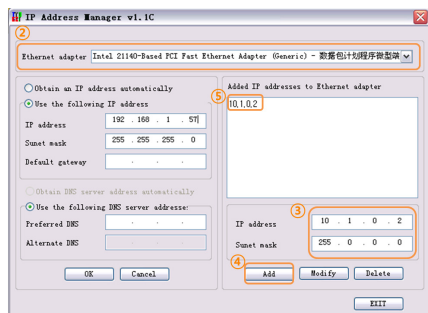 IP Address Manager v1.1C
②
Ethernet adapter Intel 21140-Based PCI Fast Ethernet Adapter (Generic) - 数据包计划程序微型端
Obtain an IP address automatically
Use the following IP address
IP address 192 . 168 . 1 . 57
Sunet mask 255 . 255 . 255 . 0
Default gateway . . .
Obtain DNS server address automatically
Use the following DNS server addresse:
Preferred DNS . . .
Alternate DNS . . .
OK Cancel
Added IP addresses to Ethernet adapter
⑤
10,1,0,2
③
IP address 10 . 1 . 0 . 2
Sunet mask 255 . 0 . 0 . 0
④
Add Modify Delete
EXIT